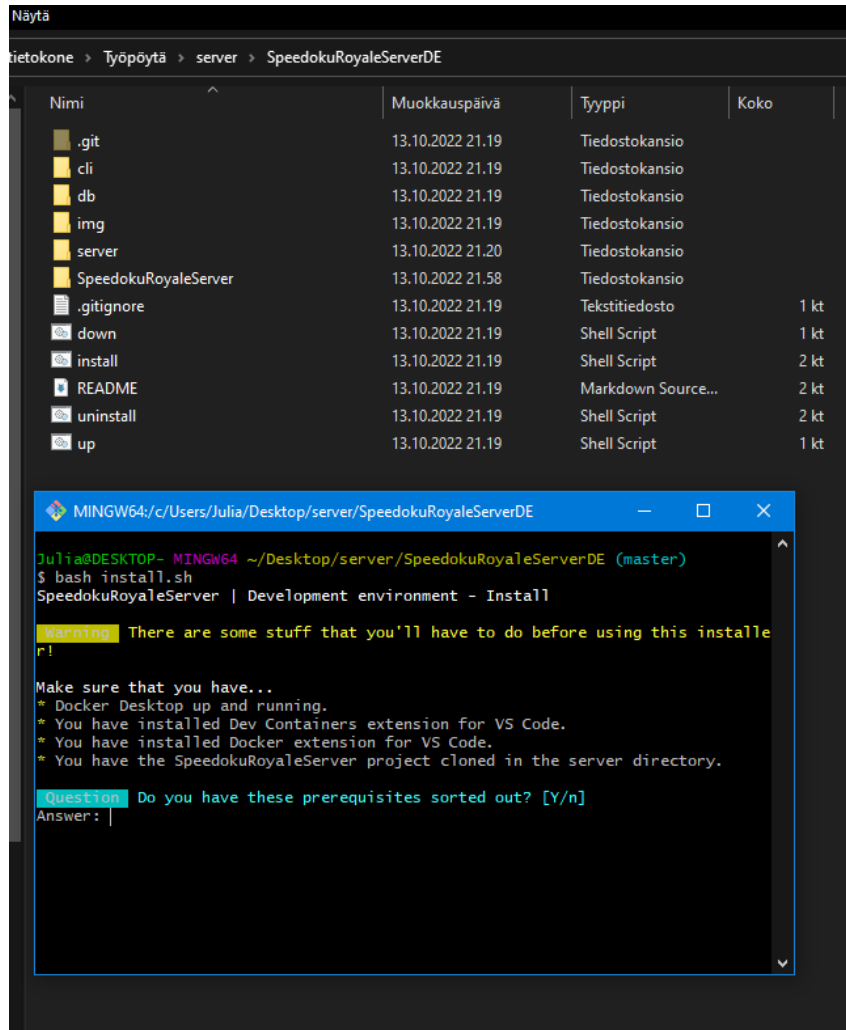 Näytä
tietokone > Työpöytä > server > SpeedokuRoyaleServerDE
Nimi Muokkauspäivä Tyyppi Koko
.git 13.10.2022 21.19 Tiedostokansio
cli 13.10.2022 21.19 Tiedostokansio
db 13.10.2022 21.19 Tiedostokansio
img 13.10.2022 21.19 Tiedostokansio
server 13.10.2022 21.20 Tiedostokansio
SpeedokuRoyaleServer 13.10.2022 21.58 Tiedostokansio
.gitignore 13.10.2022 21.19 Tekstitiedosto 1 kt
down 13.10.2022 21.19 Shell Script 1 kt
install 13.10.2022 21.19 Shell Script 2 kt
README 13.10.2022 21.19 Markdown Source... 2 kt
uninstall 13.10.2022 21.19 Shell Script 2 kt
up 13.10.2022 21.19 Shell Script 1 kt
MINGW64:/c/Users/Julia/Desktop/server/SpeedokuRoyaleServerDE
Julia@DESKTOP- MINGW64 ~/Desktop/server/SpeedokuRoyaleServerDE (master)
$ bash install.sh
SpeedokuRoyaleServer | Development environment - Install
Warning There are some stuff that you'll have to do before using this installe
r!
Make sure that you have...
* Docker Desktop up and running.
* You have installed Dev Containers extension for VS Code.
* You have installed Docker extension for VS Code.
* You have the SpeedokuRoyaleServer project cloned in the server directory.
Question Do you have these prerequisites sorted out? [Y/n]
Answer: